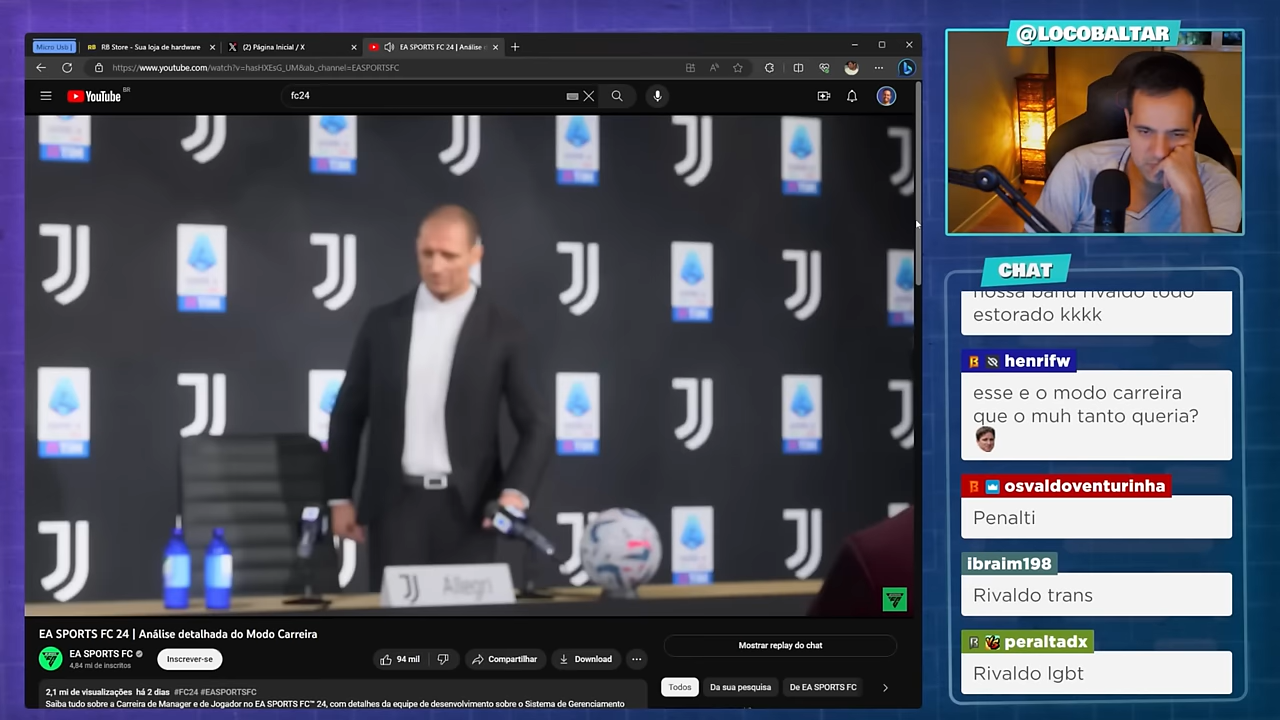 Micro Usb |
RB Store - Sua loja de hardware
(2) Página Inicial / X
EA SPORTS FC 24 | Análise
https://www.youtube.com/watch?v=hasHXEsG_UM&ab_channel=EASPORTSFC
YouTube BR
fc24
Allegri
EA SPORTS FC 24 | Análise detalhada do Modo Carreira
EA SPORTS FC
4,84 mi de inscritos
Inscrever-se
94 mil
Compartilhar
Download
Mostrar replay do chat
Todos
Da sua pesquisa
De EA SPORTS FC
2,1 mi de visualizações há 2 dias #FC24 #EASPORTSFC
Saiba tudo sobre a Carreira de Manager e de Jogador no EA SPORTS FC™ 24, com detalhes da equipe de desenvolvimento sobre o Sistema de Gerenciamento
@LOCOBALTAR
CHAT
nossa banu rivaldo todo
estorado kkkk
henrifw
esse e o modo carreira
que o muh tanto queria?
osvaldoventurinha
Penalti
ibraim198
Rivaldo trans
peraltadx
Rivaldo lgbt